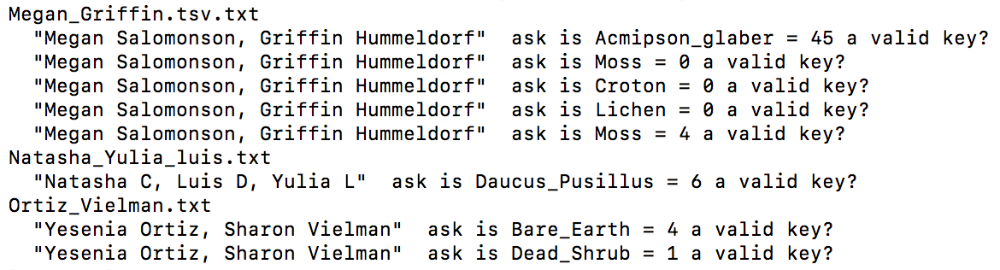 Megan_Griffin.tsv.txt
"Megan Salomonson, Griffin Hummeldorf"  ask is Acmipson_glaber = 45 a valid key?
"Megan Salomonson, Griffin Hummeldorf"  ask is Moss = 0 a valid key?
"Megan Salomonson, Griffin Hummeldorf"  ask is Croton = 0 a valid key?
"Megan Salomonson, Griffin Hummeldorf"  ask is Lichen = 0 a valid key?
"Megan Salomonson, Griffin Hummeldorf"  ask is Moss = 4 a valid key?
Natasha_Yulia_luis.txt
"Natasha C, Luis D, Yulia L"  ask is Daucus_Pusillus = 6 a valid key?
Ortiz_Vielman.txt
"Yesenia Ortiz, Sharon Vielman"  ask is Bare_Earth = 4 a valid key?
"Yesenia Ortiz, Sharon Vielman"  ask is Dead_Shrub = 1 a valid key?